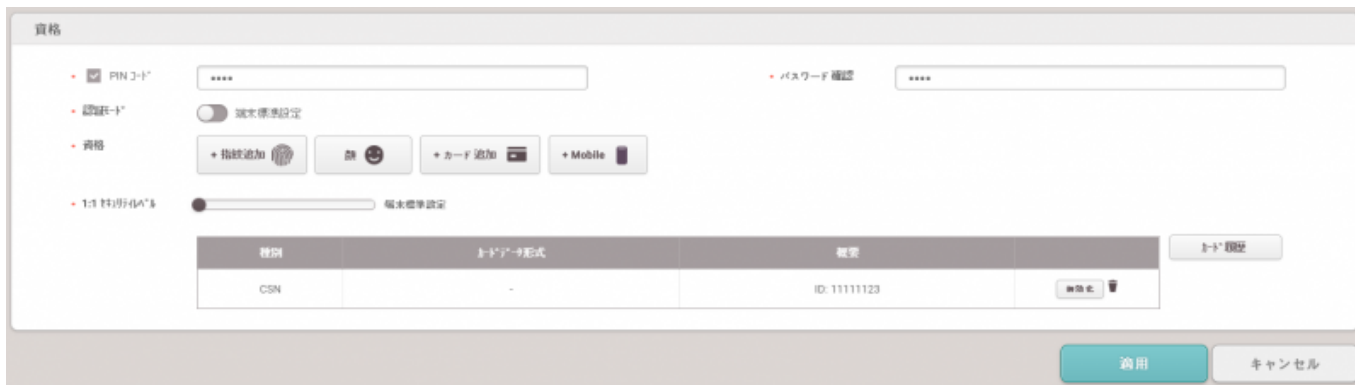 資格
• PINコード •••• • パスワード 確認 ••••
• 認証モード 端末標準設定
• 資格 + 指紋追加 顔 + カード 追加 + Mobile
• 1:1 セキュリティレベル 端末標準設定
種別 カードデータ形式 概要 カード履歴
CSN - ID: 11111123 無効化
適用 キャンセル